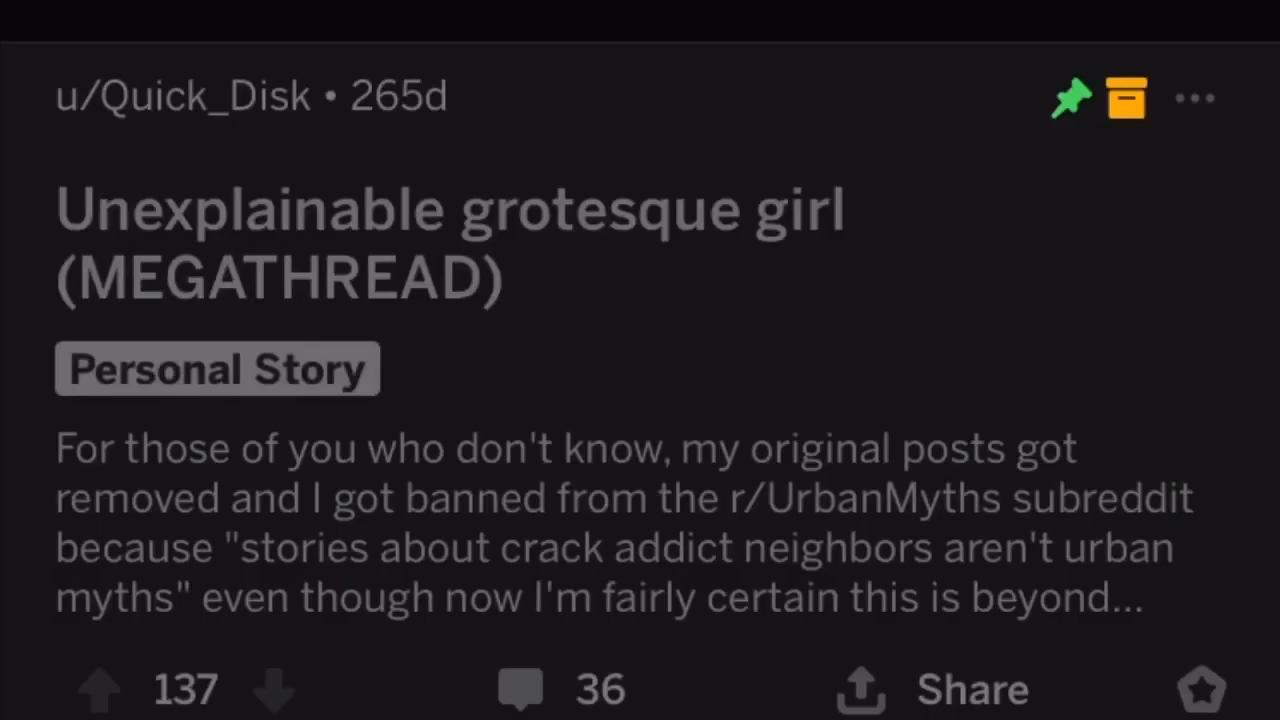 u/Quick_Disk • 265d
Unexplainable grotesque girl
(MEGATHREAD)
Personal Story
For those of you who don't know, my original posts got
removed and I got banned from the r/UrbanMyths subreddit
because "stories about crack addict neighbors aren't urban
myths" even though now I'm fairly certain this is beyond...
137 36 Share